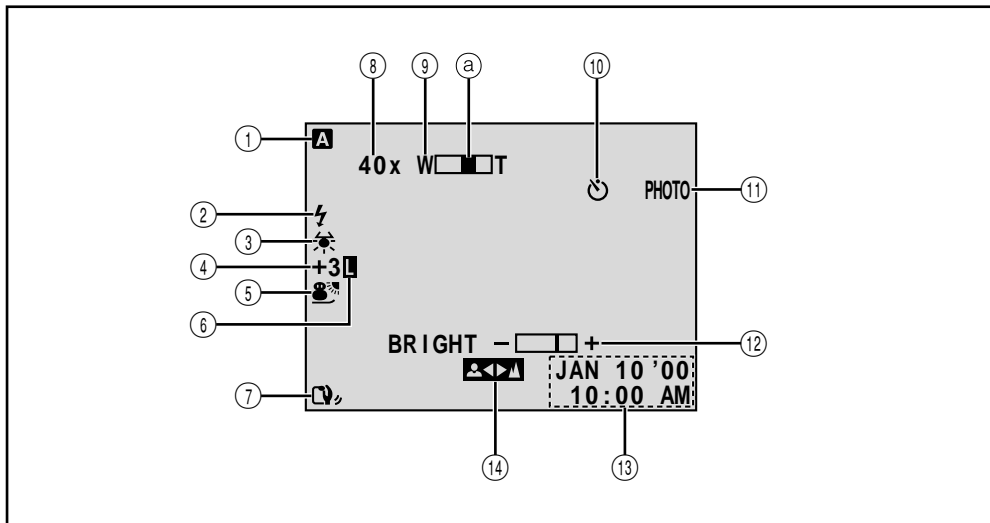 ⑧ ⑨ ⓐ ⑩
① A
40x W T
PHOTO ⑪
②
③
④ +3 L
⑤
⑥
BRIGHT − + ⑫
JAN 10 '00
10:00 AM
⑦
⑭ ⑬